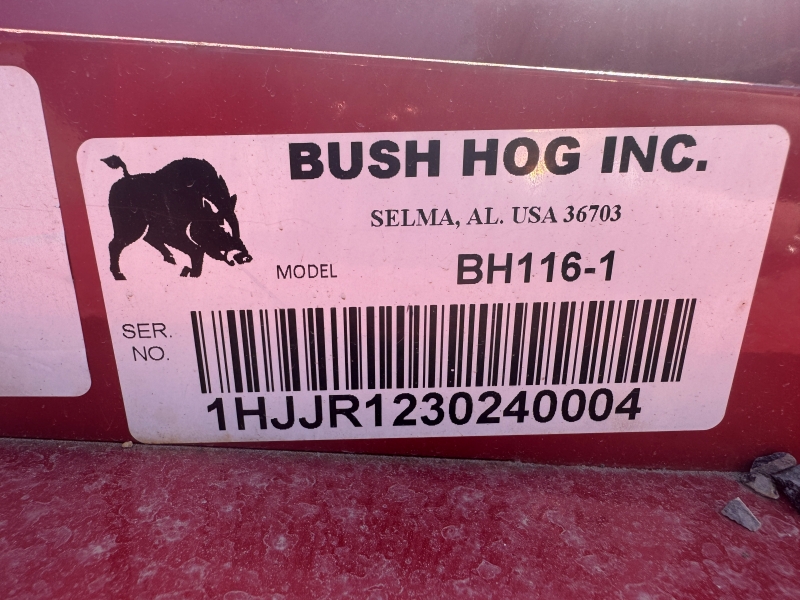 BUSH HOG INC.
SELMA, AL. USA 36703
MODEL BH116-1
SER.
NO.
1HJJR1230240004